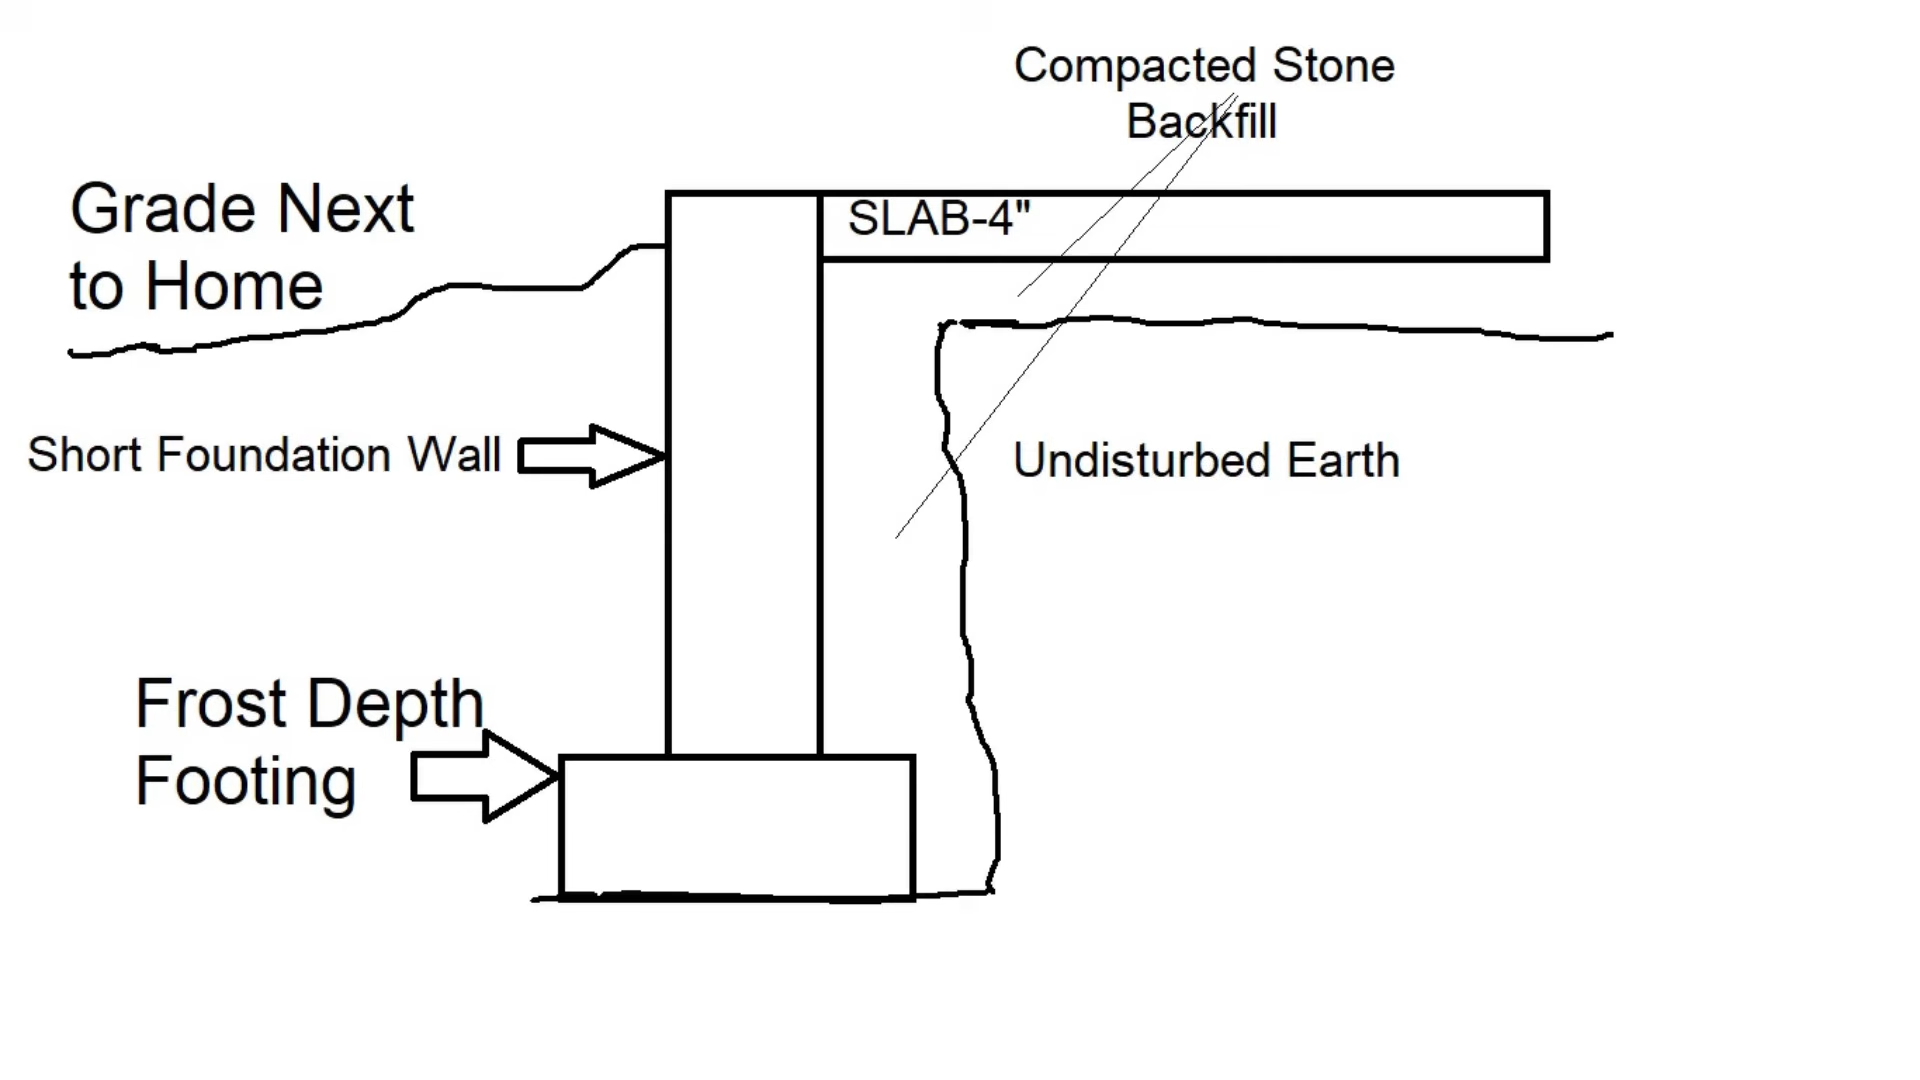 Compacted Stone
Backfill
Grade Next
to Home
SLAB-4"
Short Foundation Wall
Undisturbed Earth
Frost Depth
Footing